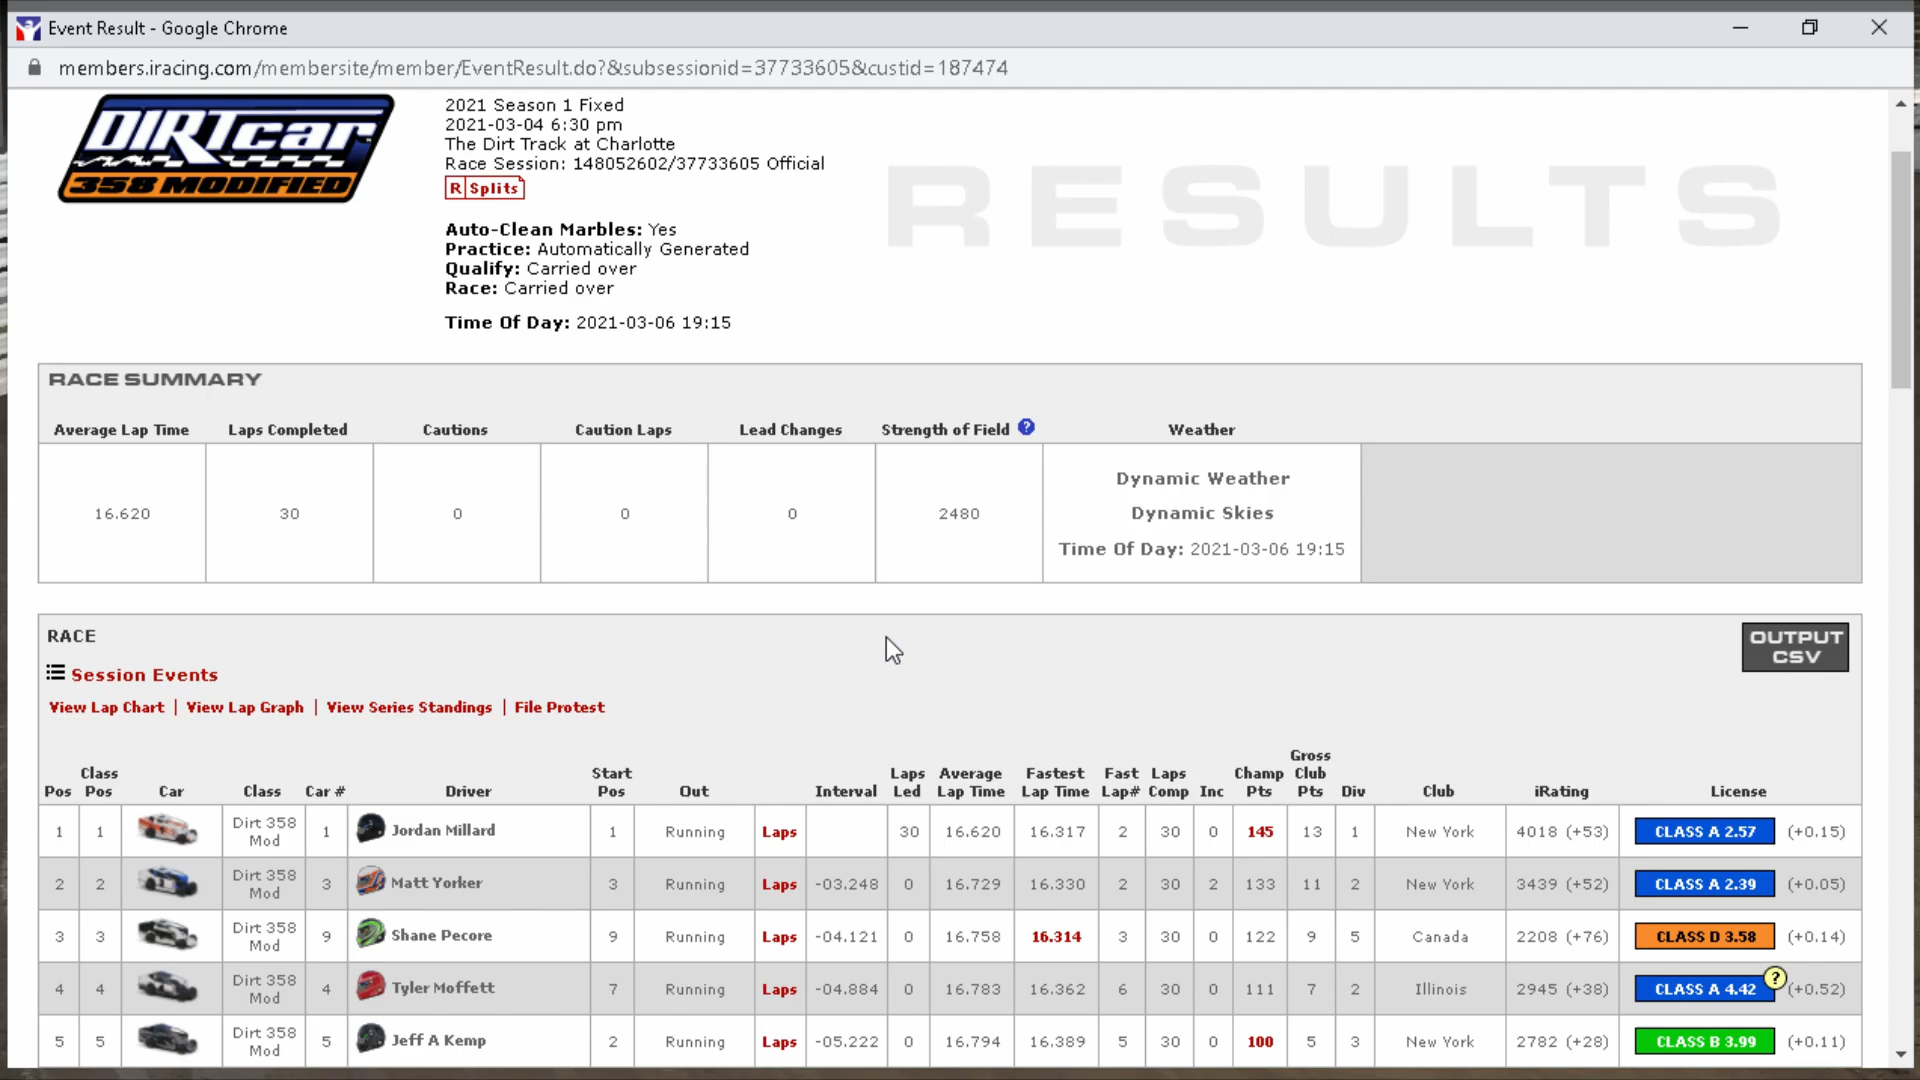 Event Result - Google Chrome
members.iracing.com/membersite/member/EventResult.do?&subsessionid=37733605&custid=187474
DIRTcar
358 MODIFIED
2021 Season 1 Fixed
2021-03-04 6:30 pm
The Dirt Track at Charlotte
Race Session: 148052602/37733605 Official
R Splits
RESULTS
Auto-Clean Marbles: Yes
Practice: Automatically Generated
Qualify: Carried over
Race: Carried over
Time Of Day: 2021-03-06 19:15
RACE SUMMARY
Average Lap Time Laps Completed Cautions Caution Laps Lead Changes Strength of Field ? Weather
16.620 30 0 0 0 2480
Dynamic Weather
Dynamic Skies
Time Of Day: 2021-03-06 19:15
RACE
OUTPUT
CSV
Session Events
View Lap Chart | View Lap Graph | View Series Standings | File Protest
Pos Class Pos Car Class Car # Driver Start Pos Out Interval Laps Led Average Lap Time Fastest Lap Time Fast Lap# Laps Comp Inc Champ Pts Gross Club Pts Div Club iRating License
1 1 Dirt 358 Mod 1 Jordan Millard 1 Running Laps 30 16.620 16.317 2 30 0 145 13 1 New York 4018 (+53) CLASS A 2.57 (+0.15)
2 2 Dirt 358 Mod 3 Matt Yorker 3 Running Laps -03.248 0 16.729 16.330 2 30 2 133 11 2 New York 3439 (+52) CLASS A 2.39 (+0.05)
3 3 Dirt 358 Mod 9 Shane Pecore 9 Running Laps -04.121 0 16.758 16.314 3 30 0 122 9 5 Canada 2208 (+76) CLASS D 3.58 (+0.14)
4 4 Dirt 358 Mod 4 Tyler Moffett 7 Running Laps -04.884 0 16.783 16.362 6 30 0 111 7 2 Illinois 2945 (+38) CLASS A 4.42 ? (+0.52)
5 5 Dirt 358 Mod 5 Jeff A Kemp 2 Running Laps -05.222 0 16.794 16.389 5 30 0 100 5 3 New York 2782 (+28) CLASS B 3.99 (+0.11)